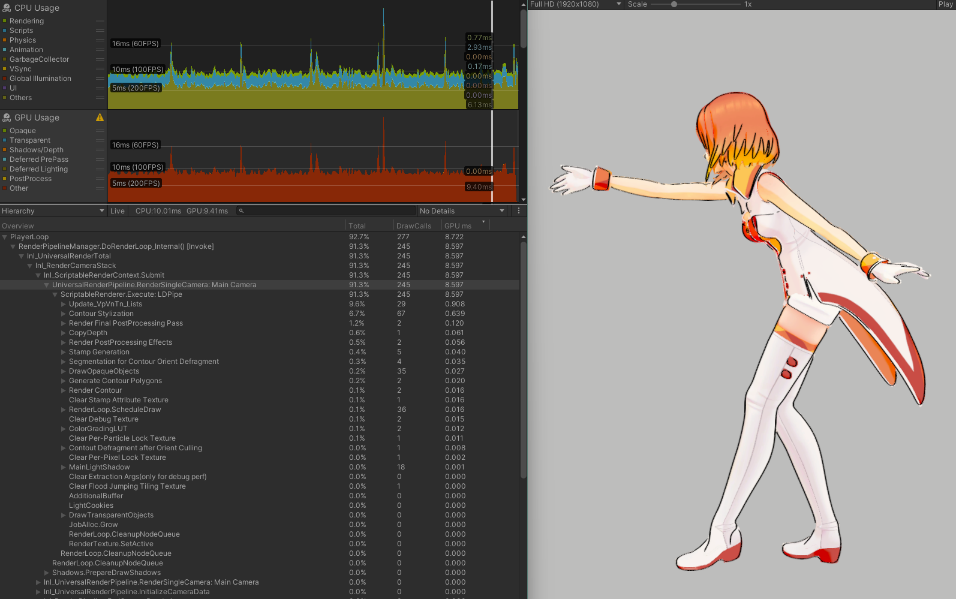 CPU Usage
Rendering
Scripts
Physics
Animation
GarbageCollector
VSync
Global Illumination
UI
Others
16ms (60FPS)
10ms (100FPS)
5ms (200FPS)
0.77ms
2.93ms
0.00ms
0.17ms
0.00ms
0.00ms
0.00ms
6.13ms
GPU Usage
Opaque
Transparent
Shadows/Depth
Deferred PrePass
Deferred Lighting
PostProcess
Other
16ms (60FPS)
10ms (100FPS)
5ms (200FPS)
0.00ms
9.40ms
Hierarchy Live CPU:10.01ms GPU:9.41ms No Details
Overview Total DrawCalls GPU ms
PlayerLoop 92.7% 277 8.722
RenderPipelineManager.DoRenderLoop_Internal() [Invoke] 91.3% 245 8.597
Inl_UniversalRenderTotal 91.3% 245 8.597
Inl_RenderCameraStack 91.3% 245 8.597
Inl_ScriptableRenderContext.Submit 91.3% 245 8.597
UniversalRenderPipeline.RenderSingleCamera: Main Camera 91.3% 245 8.597
ScriptableRenderer.Execute: LDPipe 91.3% 245 8.597
Update_VpVnTn_Lists 9.6% 29 0.908
Contour Stylization 6.7% 67 0.639
Render Final PostProcessing Pass 1.2% 2 0.120
CopyDepth 0.6% 1 0.061
Render PostProcessing Effects 0.5% 2 0.056
Stamp Generation 0.4% 5 0.040
Segmentation for Contour Orient Defragment 0.3% 4 0.035
DrawOpaqueObjects 0.2% 35 0.027
Generate Contour Polygons 0.2% 2 0.020
Render Contour 0.1% 2 0.016
Clear Stamp Attribute Texture 0.1% 1 0.016
RenderLoop.ScheduleDraw 0.1% 36 0.016
Clear Debug Texture 0.1% 2 0.015
ColorGradingLUT 0.1% 2 0.012
Clear Per-Particle Lock Texture 0.1% 1 0.011
Contout Defragment after Orient Culling 0.0% 1 0.008
Clear Per-Pixel Lock Texture 0.0% 1 0.002
MainLightShadow 0.0% 18 0.001
Clear Extraction Args(only for debug perf) 0.0% 0 0.000
Clear Flood Jumping Tiling Texture 0.0% 1 0.000
AdditionalBuffer 0.0% 0 0.000
LightCookies 0.0% 0 0.000
DrawTransparentObjects 0.0% 0 0.000
JobAlloc.Grow 0.0% 0 0.000
RenderLoop.CleanupNodeQueue 0.0% 0 0.000
RenderTexture.SetActive 0.0% 0 0.000
RenderLoop.CleanupNodeQueue 0.0% 0 0.000
RenderLoop.CleanupNodeQueue 0.0% 0 0.000
Shadows.PrepareDrawShadows 0.0% 0 0.000
Inl_UniversalRenderPipeline.RenderSingleCamera: Main Camera 0.0% 0 0.000
Inl_UniversalRenderPipeline.InitializeCameraData 0.0% 0 0.000
Full HD (1920x1080) Scale 1x Play